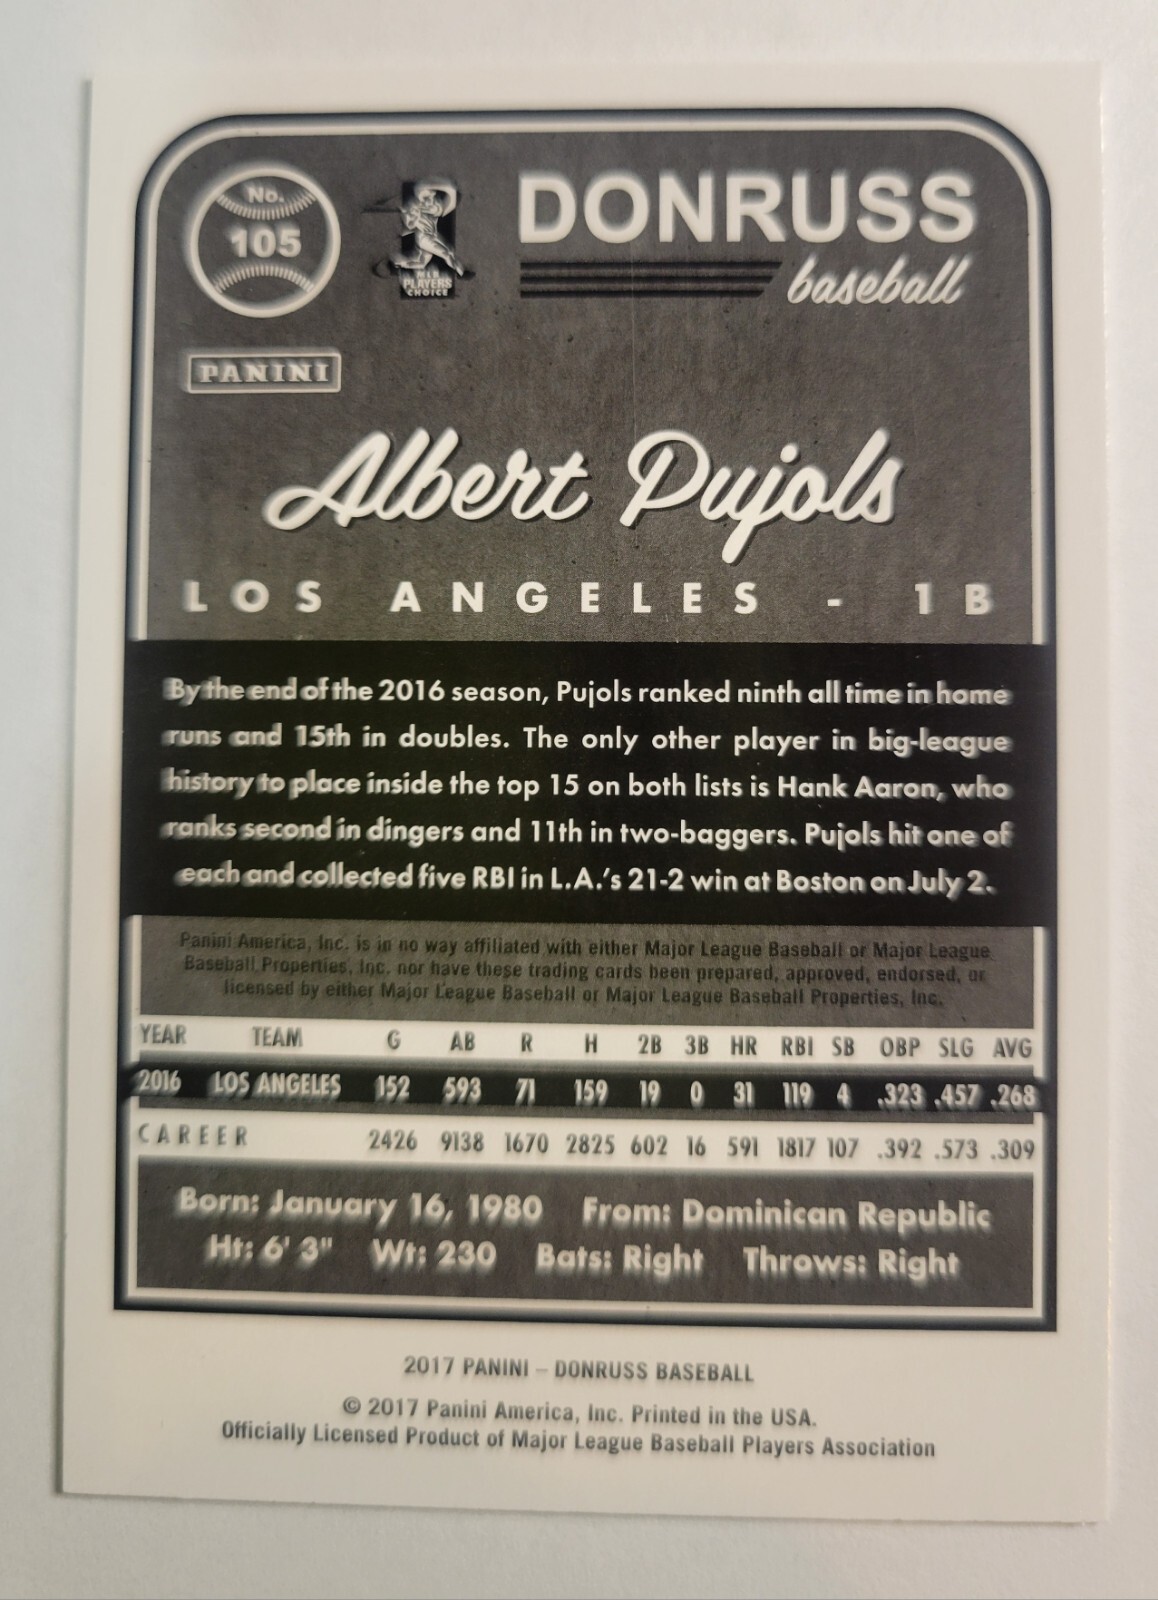 No.
105
MLB
PLAYERS
CHOICE
DONRUSS
baseball
PANINI
Albert Pujols
LOS ANGELES - 1B
By the end of the 2016 season, Pujols ranked ninth all time in home
runs and 15th in doubles. The only other player in big-league
history to place inside the top 15 on both lists is Hank Aaron, who
ranks second in dingers and 11th in two-baggers. Pujols hit one of
each and collected five RBI in L.A.'s 21-2 win at Boston on July 2.
Panini America, Inc. is in no way affiliated with either Major League Baseball or Major League
Baseball Properties, Inc. nor have these trading cards been prepared, approved, endorsed, or
licensed by either Major League Baseball or Major League Baseball Properties, Inc.
YEAR TEAM G AB R H 2B 3B HR RBI SB OBP SLG AVG
2016 LOS ANGELES 152 593 71 159 19 0 31 119 4 .323 .457 .268
CAREER 2426 9138 1670 2825 602 16 591 1817 107 .392 .573 .309
Born: January 16, 1980 From: Dominican Republic
Ht: 6' 3" Wt: 230 Bats: Right Throws: Right
2017 PANINI – DONRUSS BASEBALL
© 2017 Panini America, Inc. Printed in the USA.
Officially Licensed Product of Major League Baseball Players Association